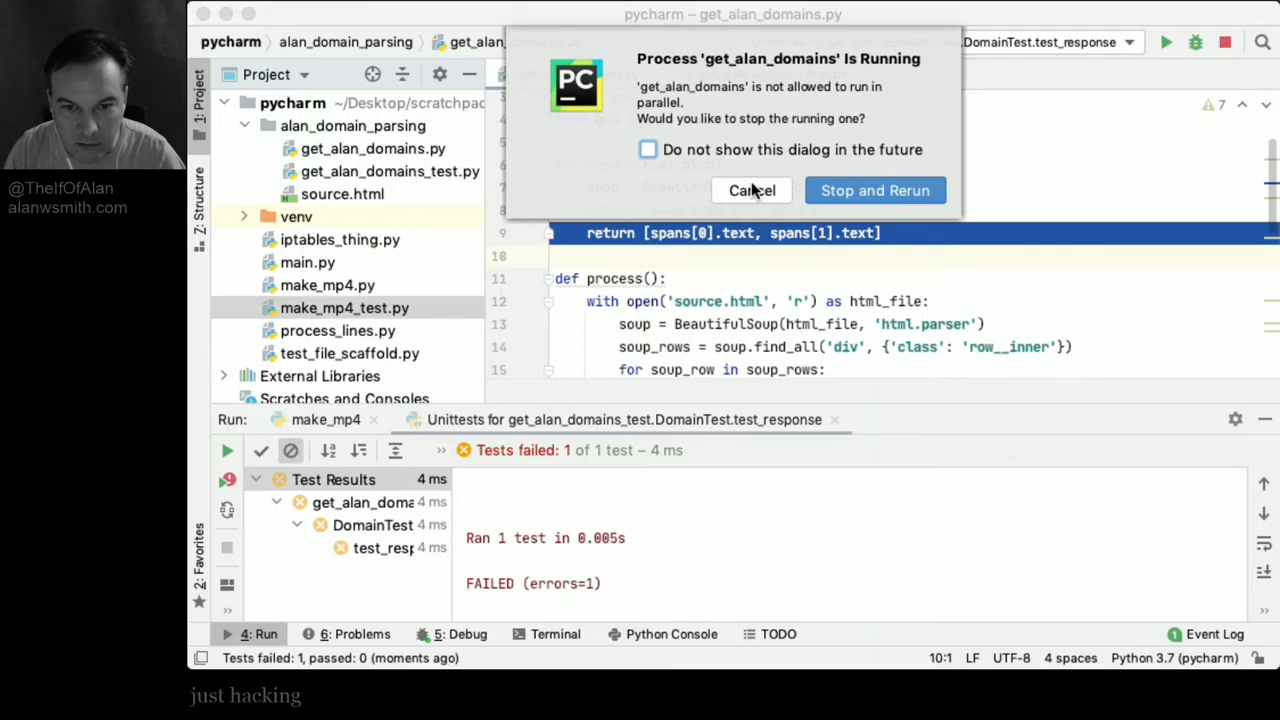 pycharm – get_alan_domains.py
pycharm
alan_domain_parsing
get_alan
DomainTest.test_response
PC
Process 'get_alan_domains' Is Running
'get_alan_domains' is not allowed to run in
parallel.
Would you like to stop the running one?
Do not show this dialog in the future
Cancel
Stop and Rerun
7
1: Project
7: Structure
2: Favorites
Project
pycharm ~/Desktop/scratchpac
alan_domain_parsing
get_alan_domains.py
get_alan_domains_test.py
source.html
venv
iptables_thing.py
main.py
make_mp4.py
make_mp4_test.py
process_lines.py
test_file_scaffold.py
External Libraries
Scratches and Consoles
9 return [spans[0].text, spans[1].text]
10
11 def process():
12 with open('source.html', 'r') as html_file:
13 soup = BeautifulSoup(html_file, 'html.parser')
14 soup_rows = soup.find_all('div', {'class': 'row__inner'})
15 for soup_row in soup_rows:
@TheIfOfAlan
alanwsmith.com
Run:
make_mp4
Unittests for get_alan_domains_test.DomainTest.test_response
9
Tests failed: 1 of 1 test – 4 ms
Test Results 4 ms
get_alan_doma 4 ms
DomainTest 4 ms
test_resp 4 ms
Ran 1 test in 0.005s
FAILED (errors=1)
4: Run
6: Problems
5: Debug
Terminal
Python Console
TODO
1 Event Log
Tests failed: 1, passed: 0 (moments ago)
10:1
LF
UTF-8
4 spaces
Python 3.7 (pycharm)
just hacking